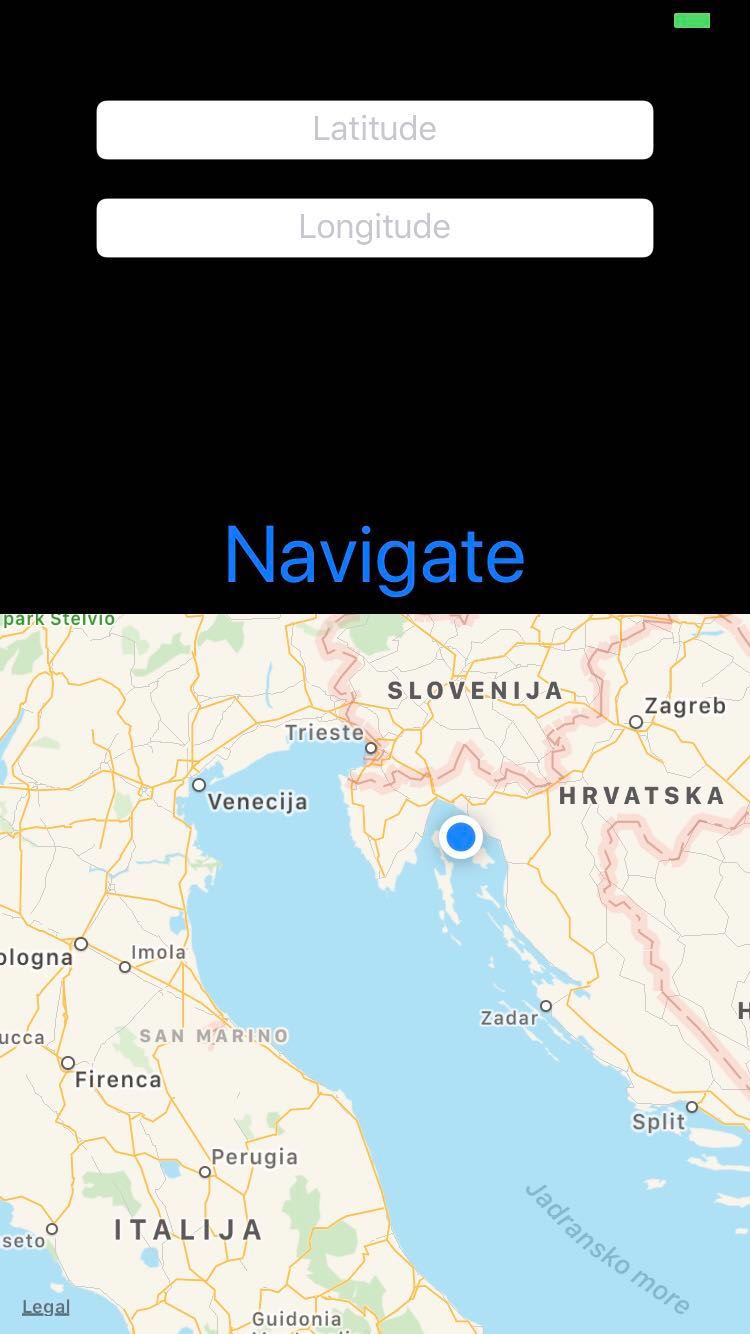 Latitude
Longitude
Navigate
park Stelvio
SLOVENIJA
Zagreb
Trieste
HRVATSKA
Venecija
Imola
ologna
Zadar
H
ucca
SAN MARINO
Firenca
Split
Perugia
Jadransko more
ITALIJA
seto
Legal
Guidonia